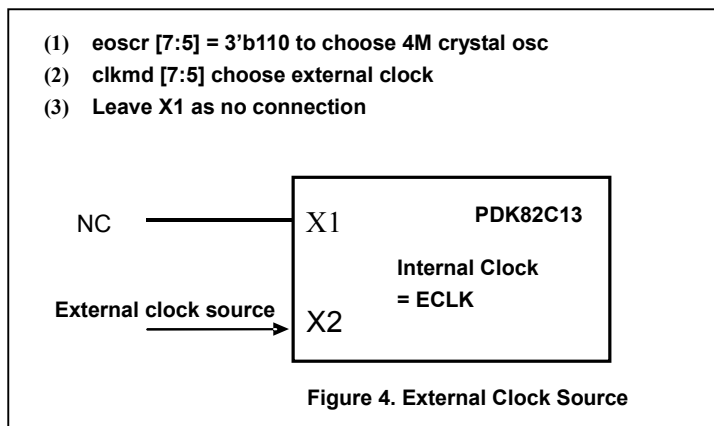 (1) eoscr [7:5] = 3'b110 to choose 4M crystal osc
(2) clkmd [7:5] choose external clock
(3) Leave X1 as no connection
NC
X1
PDK82C13
Internal Clock
= ECLK
External clock source
X2
Figure 4. External Clock Source